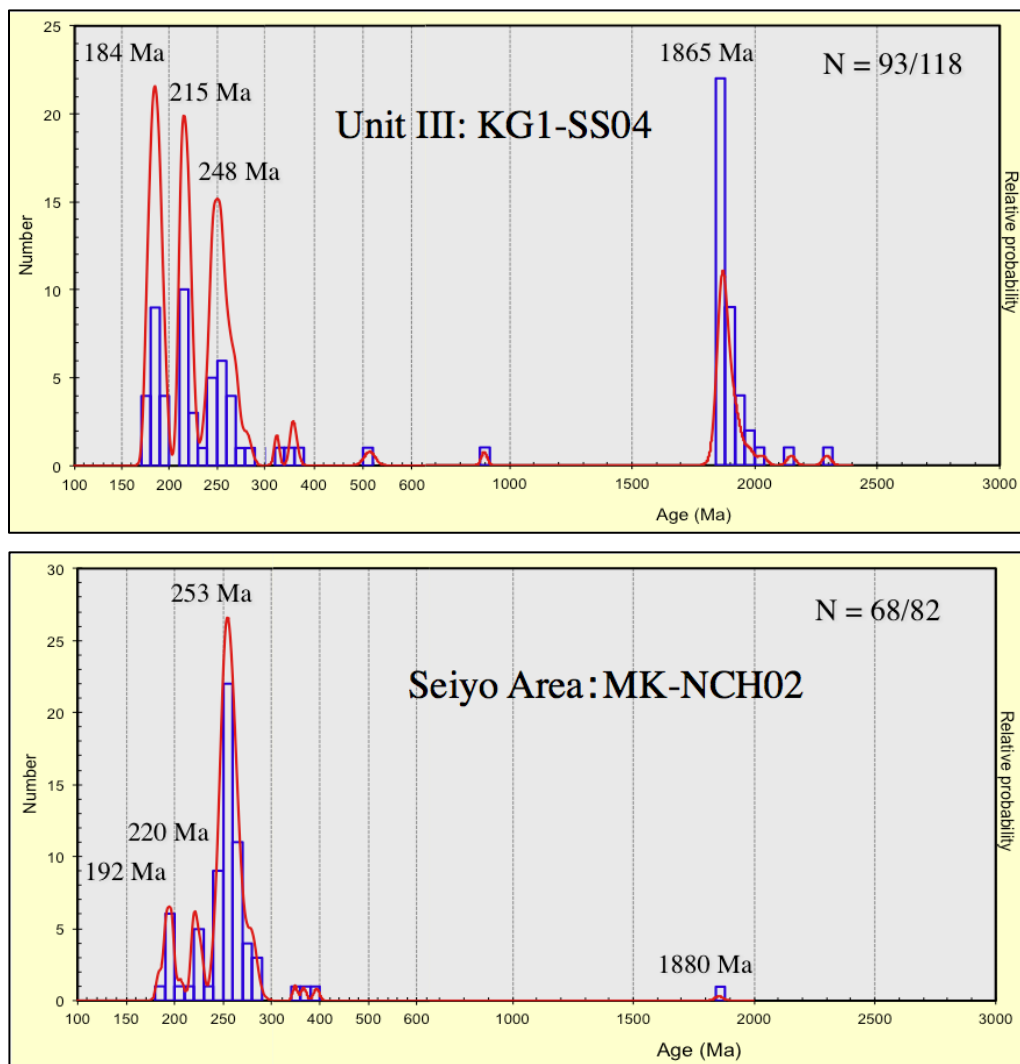 25
20
15
10
5
0
Number
184 Ma
215 Ma
248 Ma
1865 Ma
N = 93/118
Unit III: KG1-SS04
Relative probability
100 150 200 250 300 400 500 600 1000 1500 2000 2500 3000
Age (Ma)
30
25
20
15
10
5
0
Number
253 Ma
220 Ma
192 Ma
1880 Ma
N = 68/82
Seiyo Area:MK-NCH02
Relative probability
100 150 200 250 300 400 500 600 1000 1500 2000 2500 3000
Age (Ma)